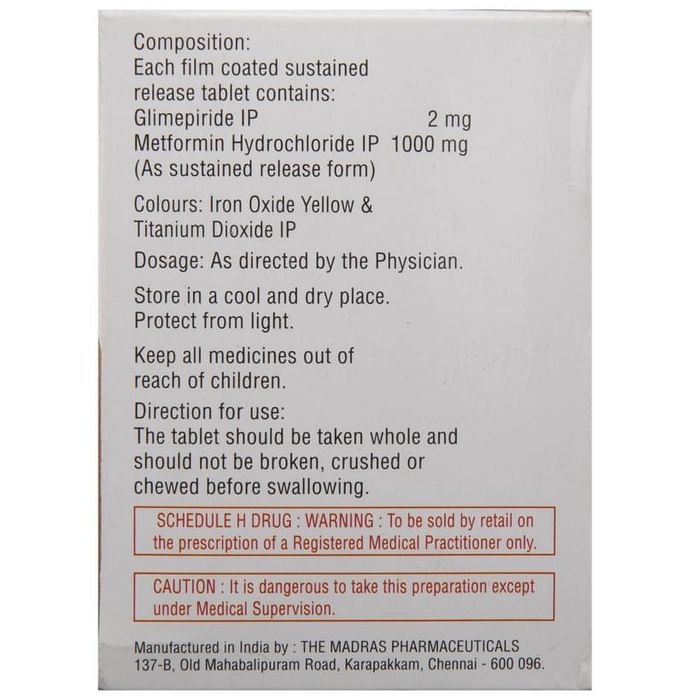 Composition:
Each film coated sustained
release tablet contains:
Glimepiride IP 2 mg
Metformin Hydrochloride IP 1000 mg
(As sustained release form)
Colours: Iron Oxide Yellow &
Titanium Dioxide IP
Dosage: As directed by the Physician.
Store in a cool and dry place.
Protect from light.
Keep all medicines out of
reach of children.
Direction for use:
The tablet should be taken whole and
should not be broken, crushed or
chewed before swallowing.
SCHEDULE H DRUG : WARNING : To be sold by retail on
the prescription of a Registered Medical Practitioner only.
CAUTION : It is dangerous to take this preparation except
under Medical Supervision.
Manufactured in India by : THE MADRAS PHARMACEUTICALS
137-B, Old Mahabalipuram Road, Karapakkam, Chennai - 600 096.